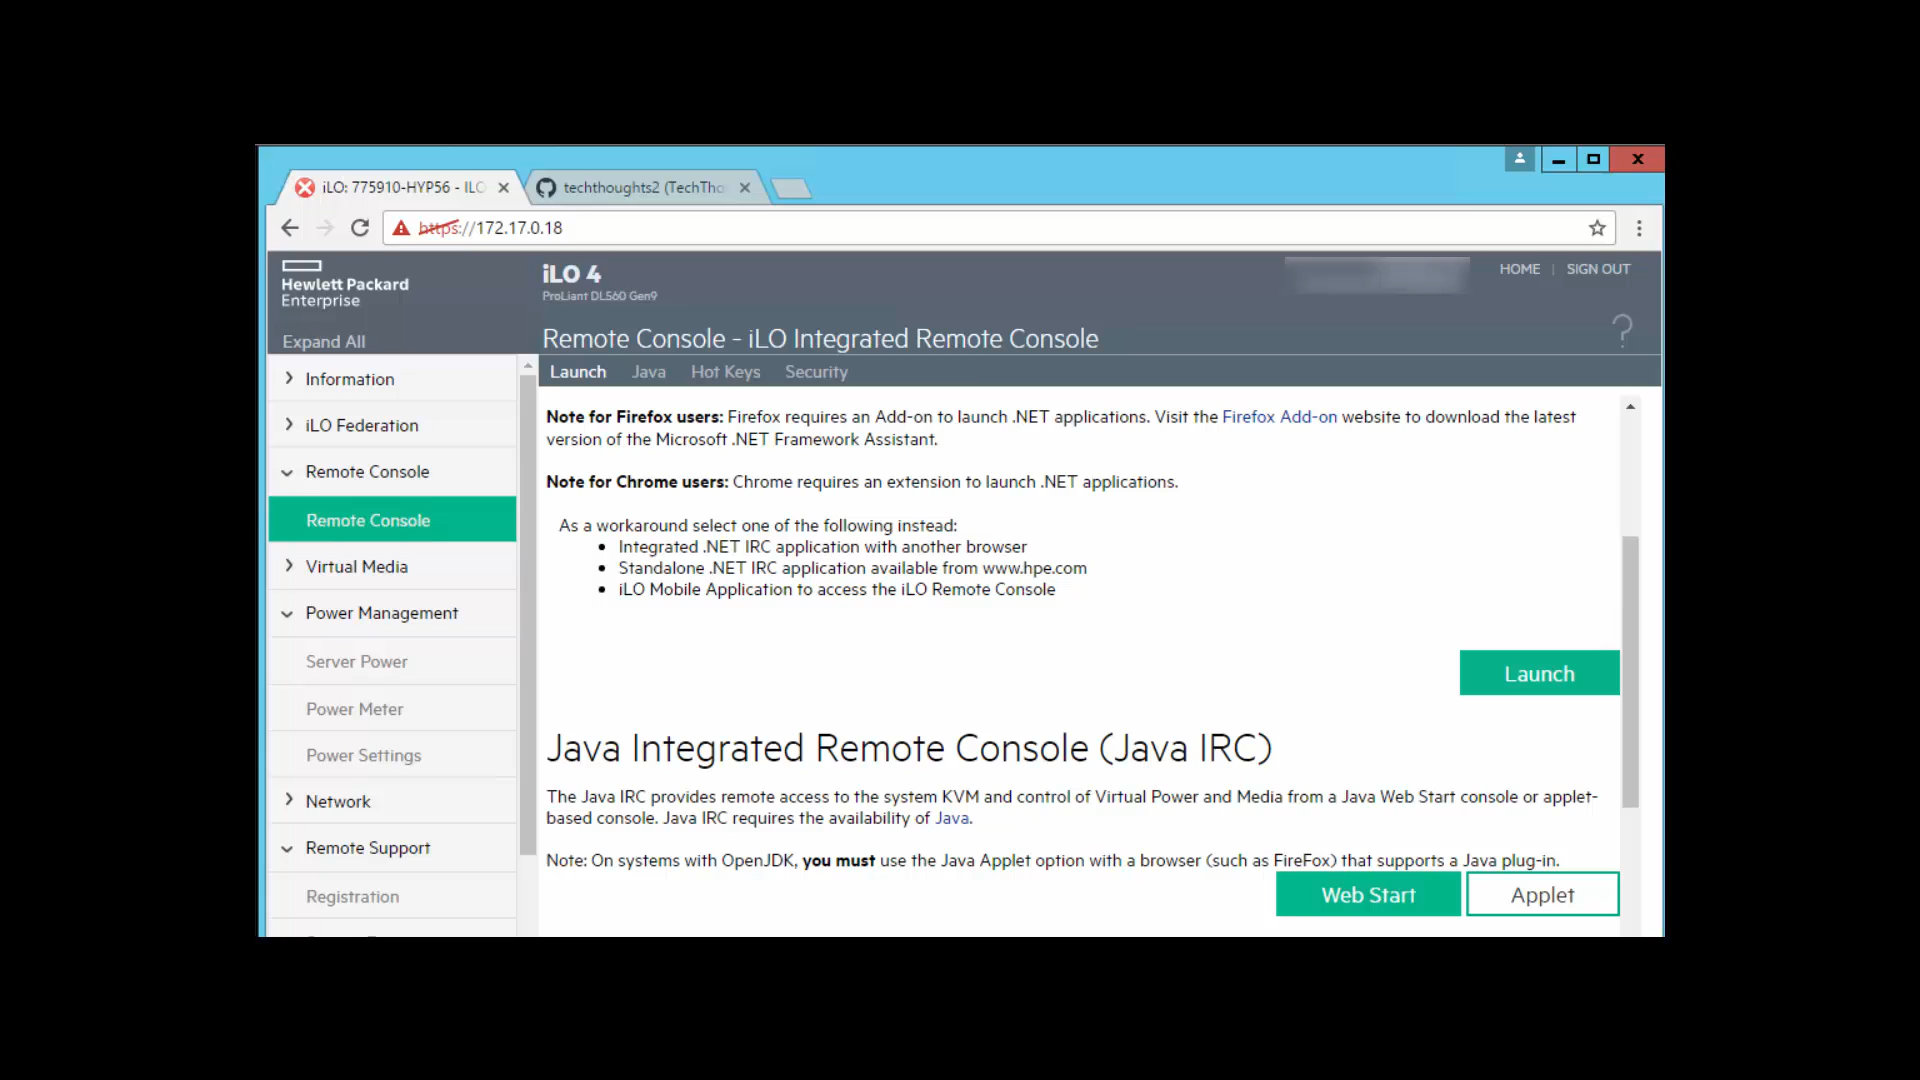 iLO: 775910-HYP56 - ILO
techthoughts2 (TechTho
https://172.17.0.18
Hewlett Packard
Enterprise
iLO 4
ProLiant DL560 Gen9
HOME | SIGN OUT
Expand All
Remote Console - iLO Integrated Remote Console
?
Launch Java Hot Keys Security
Information
iLO Federation
Remote Console
Remote Console
Virtual Media
Power Management
Server Power
Power Meter
Power Settings
Network
Remote Support
Registration
Note for Firefox users: Firefox requires an Add-on to launch .NET applications. Visit the Firefox Add-on website to download the latest
version of the Microsoft .NET Framework Assistant.
Note for Chrome users: Chrome requires an extension to launch .NET applications.
As a workaround select one of the following instead:
• Integrated .NET IRC application with another browser
• Standalone .NET IRC application available from www.hpe.com
• iLO Mobile Application to access the iLO Remote Console
Launch
Java Integrated Remote Console (Java IRC)
The Java IRC provides remote access to the system KVM and control of Virtual Power and Media from a Java Web Start console or applet-
based console. Java IRC requires the availability of Java.
Note: On systems with OpenJDK, you must use the Java Applet option with a browser (such as FireFox) that supports a Java plug-in.
Web Start Applet